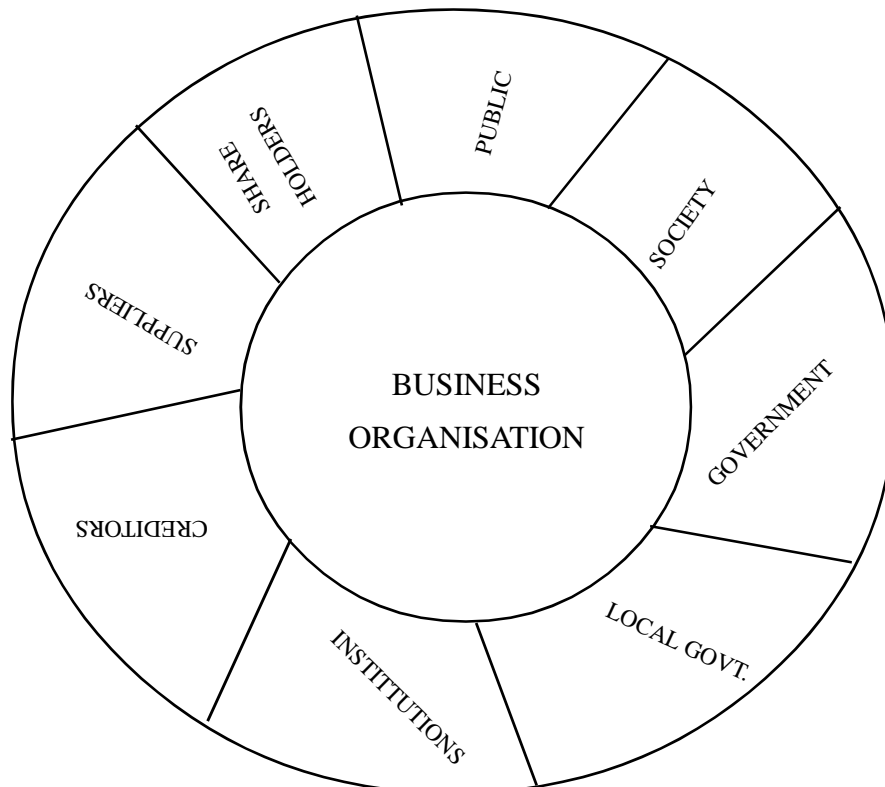 PUBLIC
SOCIETY
GOVERNMENT
LOCAL GOVT.
INSTITTUTIONS
CREDITORS
SUPPLIERS
SHARE
HOLDERS
BUSINESS
ORGANISATION